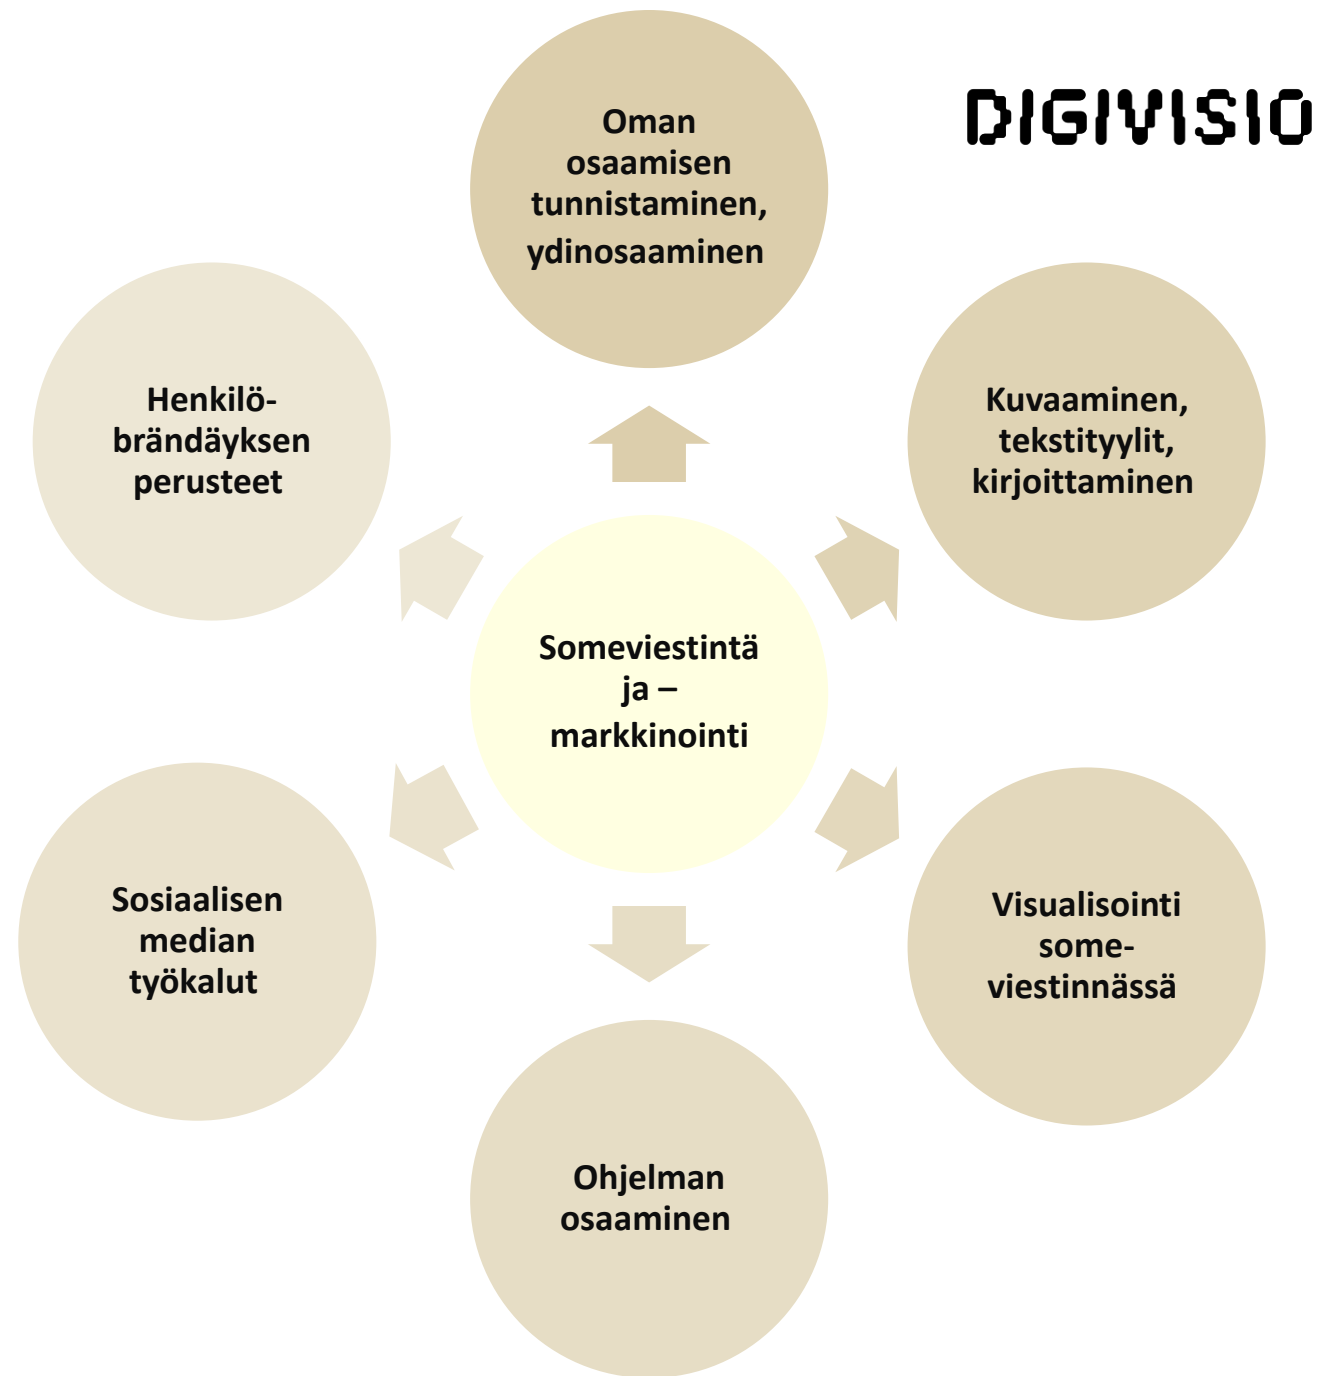 DIGIVISIO
Oman
osaamisen
tunnistaminen,
ydinosaaminen
Kuvaaminen,
tekstityylit,
kirjoittaminen
Visualisointi
some-
viestinnässä
Ohjelman
osaaminen
Sosiaalisen
median
työkalut
Henkilö-
brändäyksen
perusteet
Someviestintä
ja –
markkinointi